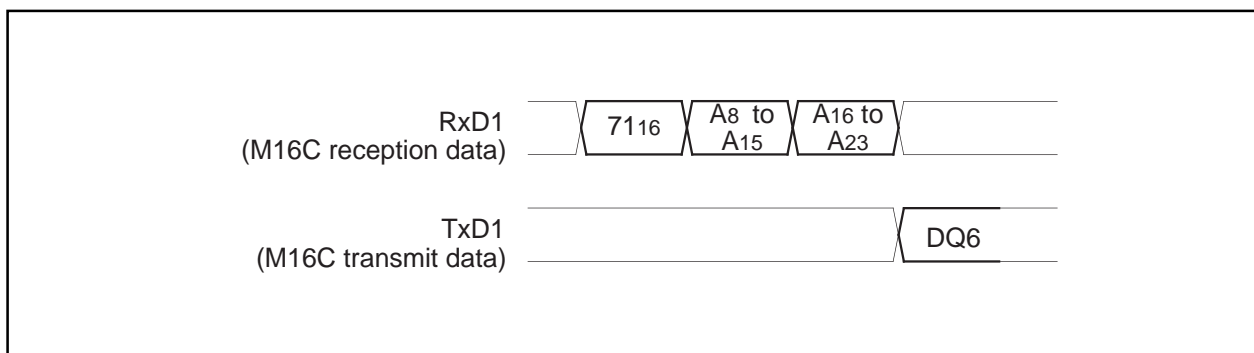 RxD1
(M16C reception data)
7116
A8 to
A15
A16 to
A23
TxD1
(M16C transmit data)
DQ6